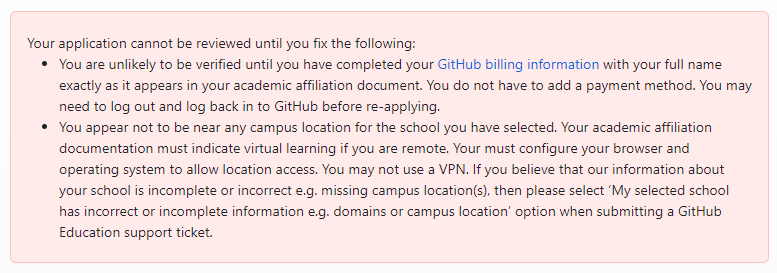 Your application cannot be reviewed until you fix the following:
• You are unlikely to be verified until you have completed your GitHub billing information with your full name
exactly as it appears in your academic affiliation document. You do not have to add a payment method. You may
need to log out and log back in to GitHub before re-applying.
• You appear not to be near any campus location for the school you have selected. Your academic affiliation
documentation must indicate virtual learning if you are remote. Your must configure your browser and
operating system to allow location access. You may not use a VPN. If you believe that our information about
your school is incomplete or incorrect e.g. missing campus location(s), then please select ‘My selected school
has incorrect or incomplete information e.g. domains or campus location’ option when submitting a GitHub
Education support ticket.